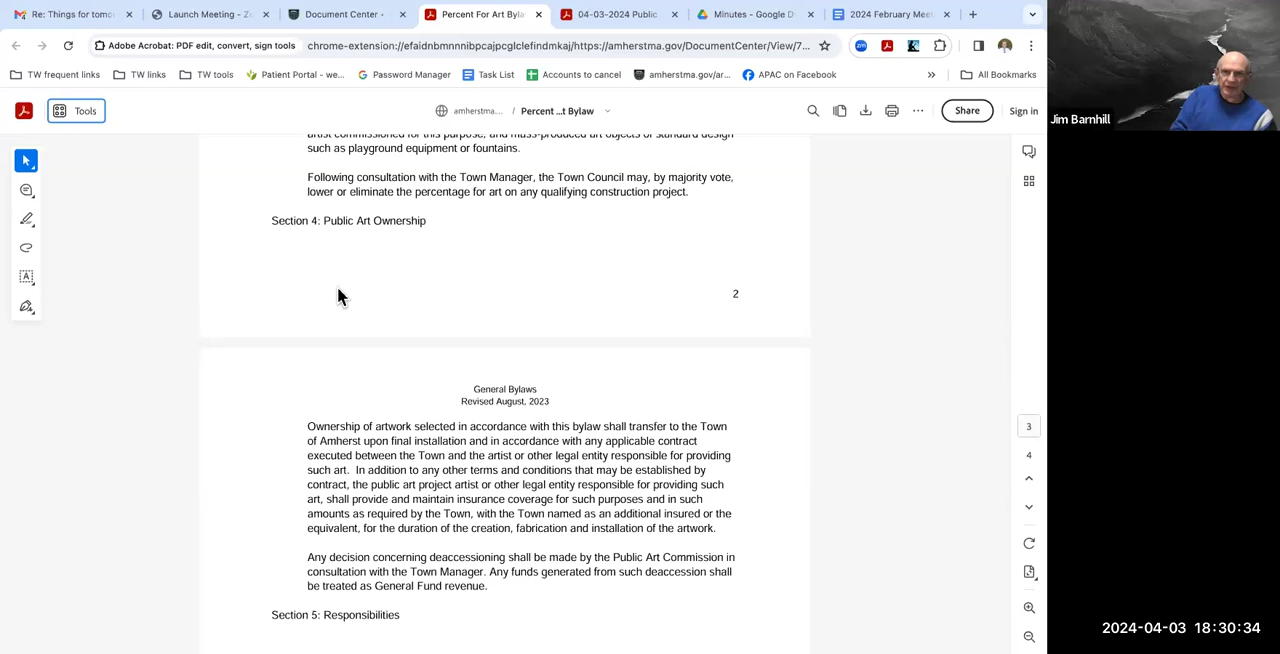 Re: Things for tomo
Launch Meeting - Z
Document Center •
Percent For Art Byla
04-03-2024 Public
Minutes - Google D
2024 February Mee
Adobe Acrobat: PDF edit, convert, sign tools
chrome-extension://efaidnbmnnnibpcajpcglclefindmkaj/https://amherstma.gov/DocumentCenter/View/7...
TW frequent links
TW links
TW tools
Patient Portal - we...
Password Manager
Task List
Accounts to cancel
amherstma.gov/ar...
APAC on Facebook
All Bookmarks
Tools
amherstma...
/ Percent ...t Bylaw
Share
Sign in
Jim Barnhill
artist commissioned for this purpose, and mass-produced art objects of standard design
such as playground equipment or fountains.
Following consultation with the Town Manager, the Town Council may, by majority vote,
lower or eliminate the percentage for art on any qualifying construction project.
Section 4: Public Art Ownership
2
General Bylaws
Revised August, 2023
Ownership of artwork selected in accordance with this bylaw shall transfer to the Town
of Amherst upon final installation and in accordance with any applicable contract
executed between the Town and the artist or other legal entity responsible for providing
such art. In addition to any other terms and conditions that may be established by
contract, the public art project artist or other legal entity responsible for providing such
art, shall provide and maintain insurance coverage for such purposes and in such
amounts as required by the Town, with the Town named as an additional insured or the
equivalent, for the duration of the creation, fabrication and installation of the artwork.
Any decision concerning deaccessioning shall be made by the Public Art Commission in
consultation with the Town Manager. Any funds generated from such deaccession shall
be treated as General Fund revenue.
Section 5: Responsibilities
3
4
2024-04-03 18:30:34